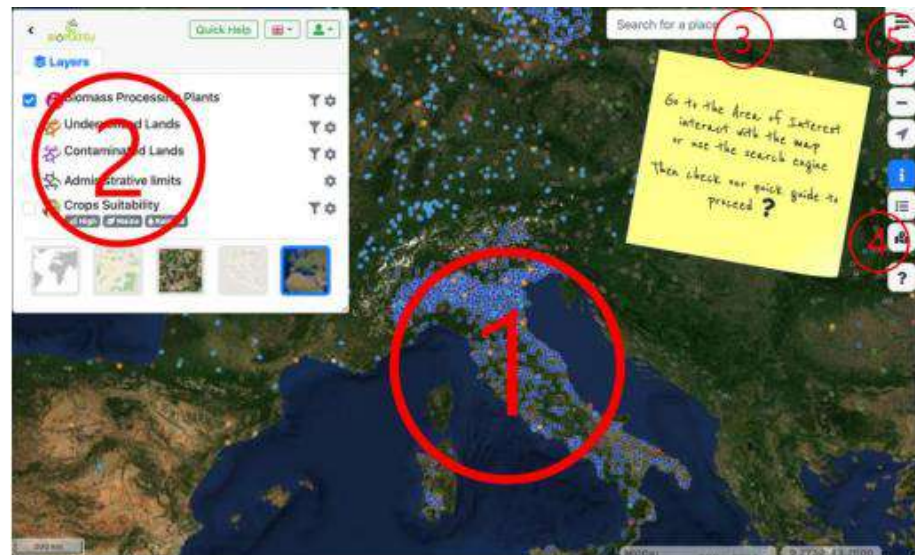 BIOPLAT EU
Quick Help
Layers
Biomass Processing Plants
Underutilized Lands
Contaminated Lands
Administrative limits
Crops Suitability
High
Search for a place
Go to the Area of Interest
interact with the map
or use the search engine
Then check our quick guide to
proceed ?
i
?
1
2
3
4
5